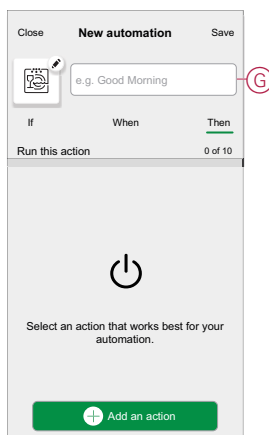 Close New automation Save
e.g. Good Morning
G
If When Then
Run this action 0 of 10
Select an action that works best for your
automation.
Add an action